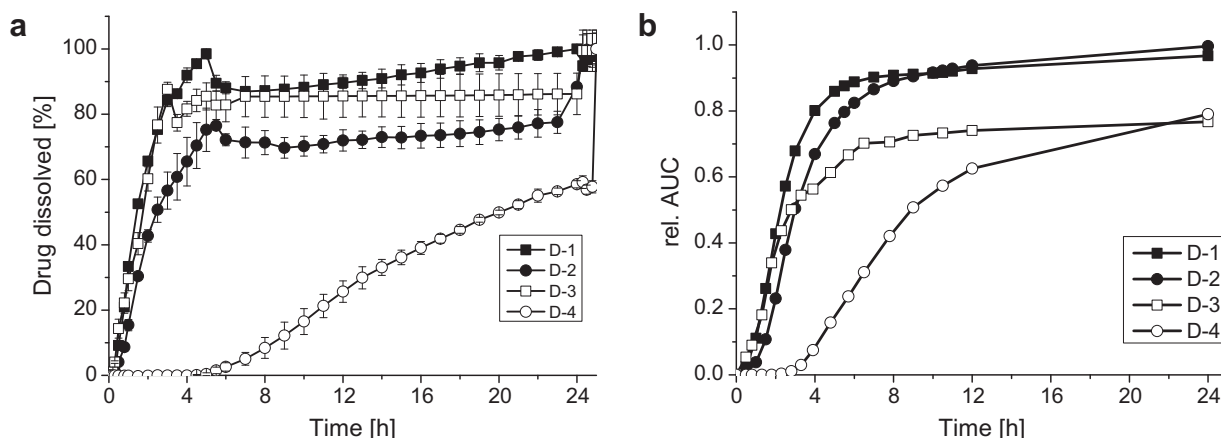 a
Drug dissolved [%]
100
80
60
40
20
0
0 4 8 12 16 20 24
Time [h]
D-1
D-2
D-3
D-4
b
rel. AUC
1.0
0.8
0.6
0.4
0.2
0.0
0 4 8 12 16 20 24
Time [h]
D-1
D-2
D-3
D-4